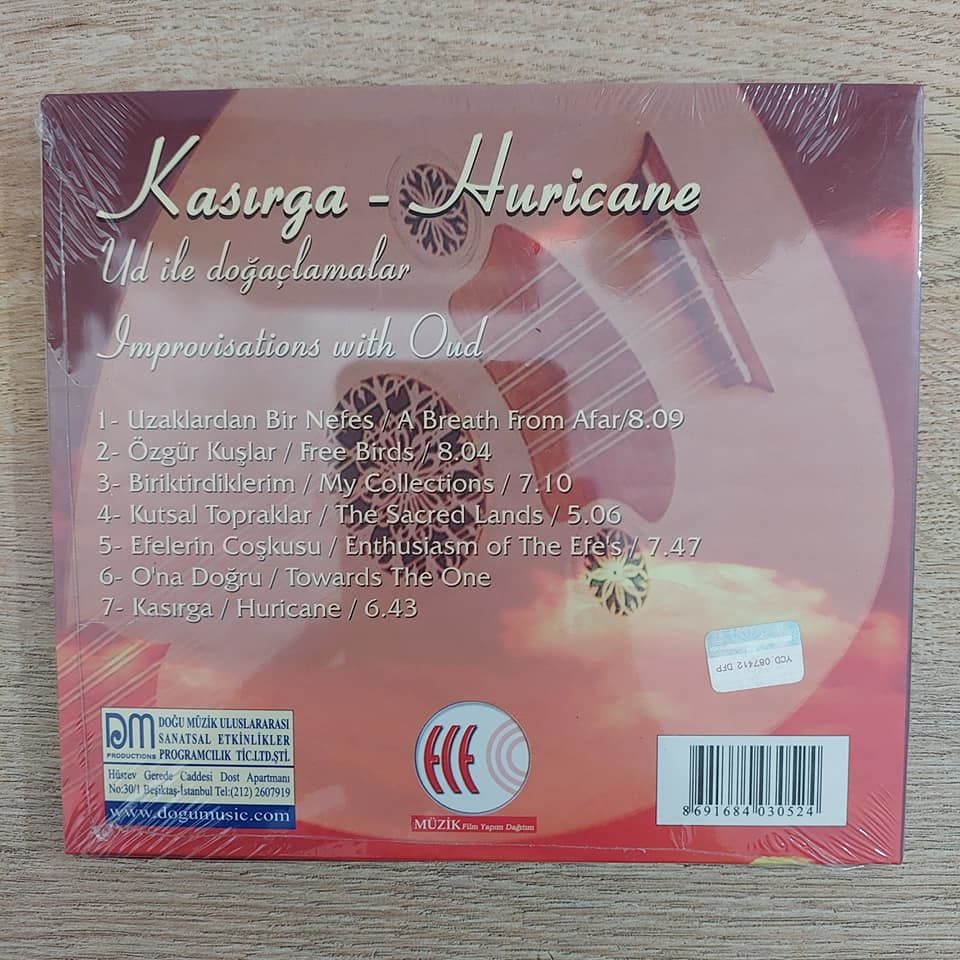 Kasırga - Huricane
Ud ile doğaçlamalar
Improvisations with Oud
1- Uzaklardan Bir Nefes / A Breath From Afar/8.09
2- Özgür Kuşlar / Free Birds / 8.04
3- Biriktirdiklerim / My Collections / 7.10
4- Kutsal Topraklar / The Sacred Lands / 5.06
5- Efelerin Coşkusu / Enthusiasm of The Efe's / 7.47
6- O'na Doğru / Towards The One
7- Kasırga / Huricane / 6.43
YCD 087412 DFP
DM
PRODUCTIONS
DOĞU MÜZİK ULUSLARARASI
SANATSAL ETKİNLİKLER
PROGRAMCILIK TİC.LTD.ŞTİ.
Hüsrev Gerede Caddesi Dost Apartmanı
No:30/1 Beşiktaş-İstanbul Tel:(212) 2607919
www.dogumusic.com
ECE
MÜZİK Film Yapım Dağıtım
8691684030524